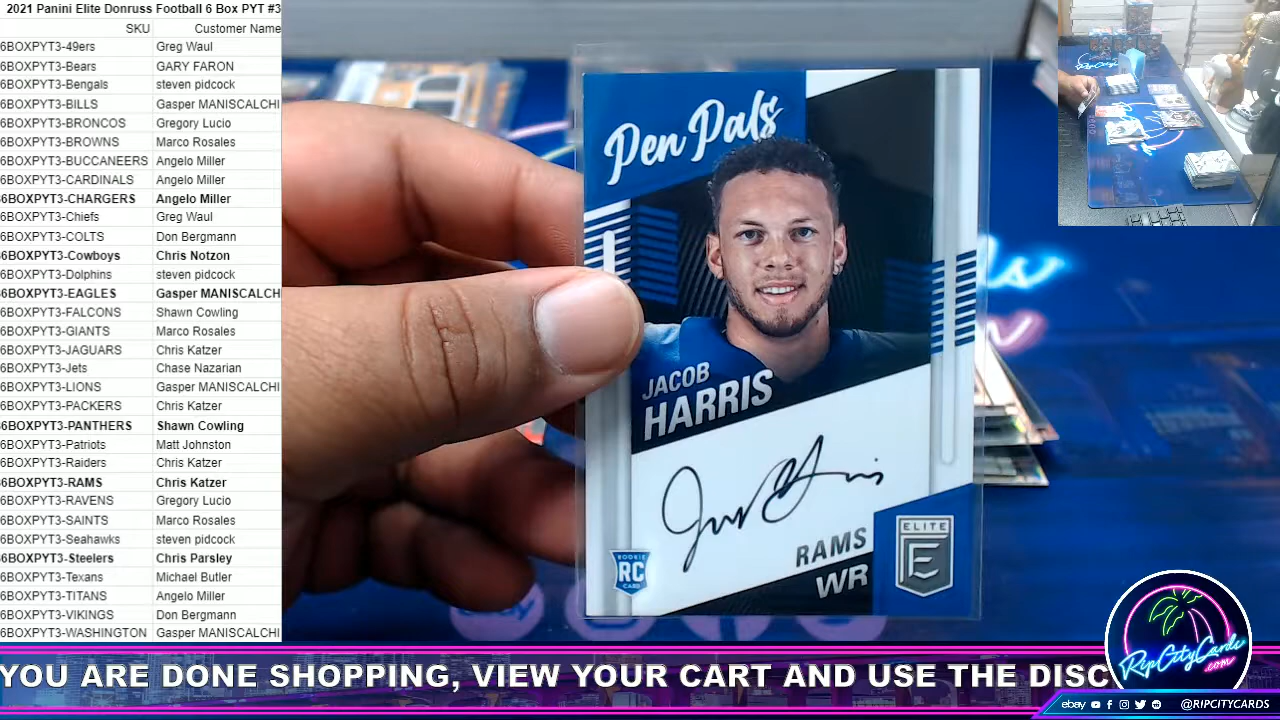 2021 Panini Elite Donruss Football 6 Box PYT #3
SKU Customer Name
6BOXPYT3-49ers Greg Waul
6BOXPYT3-Bears GARY FARON
6BOXPYT3-Bengals steven pidcock
6BOXPYT3-BILLS Gasper MANISCALCHI
6BOXPYT3-BRONCOS Gregory Lucio
6BOXPYT3-BROWNS Marco Rosales
6BOXPYT3-BUCCANEERS Angelo Miller
6BOXPYT3-CARDINALS Angelo Miller
6BOXPYT3-CHARGERS Angelo Miller
6BOXPYT3-Chiefs Greg Waul
6BOXPYT3-COLTS Don Bergmann
6BOXPYT3-Cowboys Chris Notzon
6BOXPYT3-Dolphins steven pidcock
6BOXPYT3-EAGLES Gasper MANISCALCH
6BOXPYT3-FALCONS Shawn Cowling
6BOXPYT3-GIANTS Marco Rosales
6BOXPYT3-JAGUARS Chris Katzer
6BOXPYT3-Jets Chase Nazarian
6BOXPYT3-LIONS Gasper MANISCALCHI
6BOXPYT3-PACKERS Chris Katzer
6BOXPYT3-PANTHERS Shawn Cowling
6BOXPYT3-Patriots Matt Johnston
6BOXPYT3-Raiders Chris Katzer
6BOXPYT3-RAMS Chris Katzer
6BOXPYT3-RAVENS Gregory Lucio
6BOXPYT3-SAINTS Marco Rosales
6BOXPYT3-Seahawks steven pidcock
6BOXPYT3-Steelers Chris Parsley
6BOXPYT3-Texans Michael Butler
6BOXPYT3-TITANS Angelo Miller
6BOXPYT3-VIKINGS Don Bergmann
6BOXPYT3-WASHINGTON Gasper MANISCALCHI
Pen Pals
JACOB
HARRIS
RAMS
WR
ROOKIE
RC
CARD
ELITE
E
YOU ARE DONE SHOPPING, VIEW YOUR CART AND USE THE DISC
RipCityCards
.com
ebay @RIPCITYCARDS